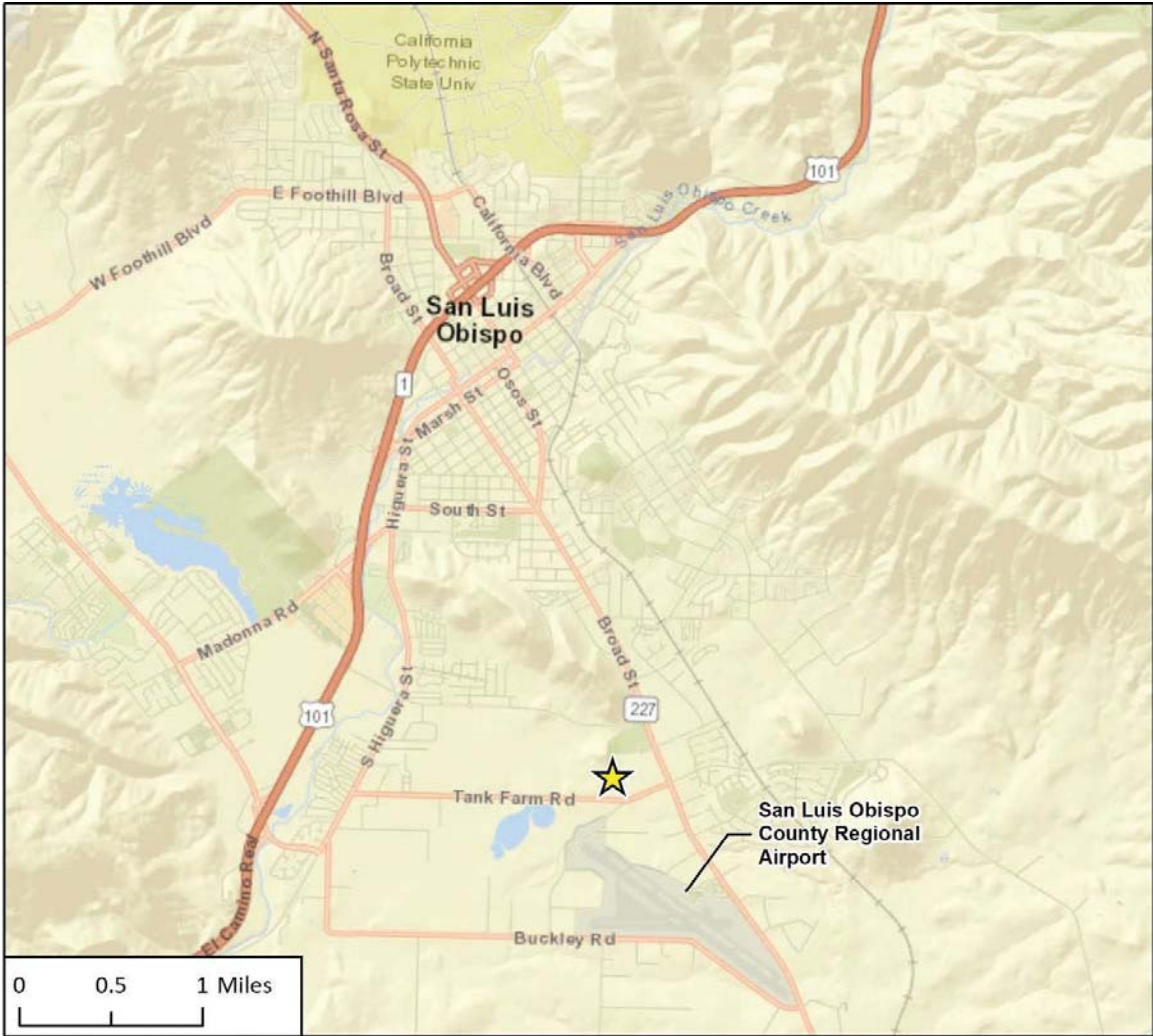 California
Polytechnic
State Univ
N Santa Rosa St
101
E Foothill Blvd
California Blvd
San Luis Obispo Creek
W Foothill Blvd
Broad St
San Luis
Obispo
1
Osos St
Marsh St
Higuera St
South St
Madonna Rd
Broad St
S Higuera St
227
101
Tank Farm Rd
San Luis Obispo
County Regional
Airport
El Camino Real
Buckley Rd
0 0.5 1 Miles